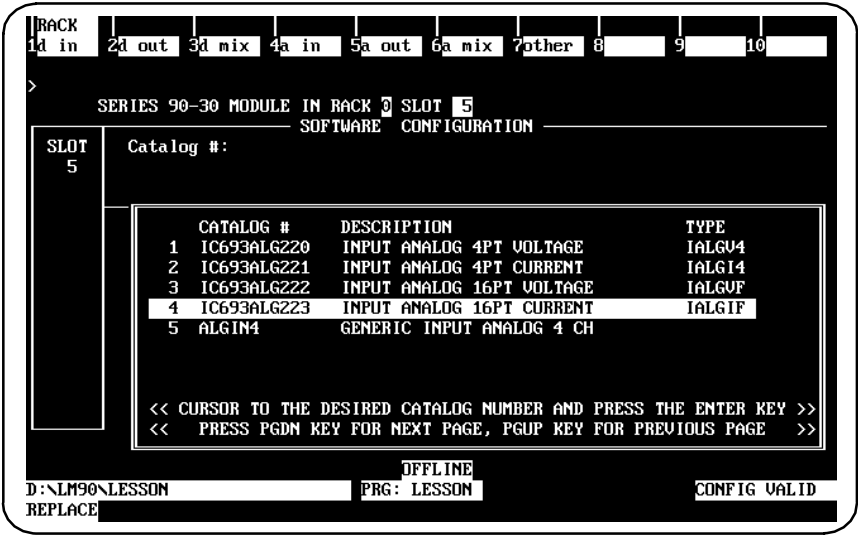 RACK
1d in 2d out 3d mix 4a in 5a out 6a mix 7other 8 9 10
>
SERIES 90-30 MODULE IN RACK 0 SLOT 5
SOFTWARE CONFIGURATION
SLOT Catalog #:
5
CATALOG # DESCRIPTION TYPE
1 IC693ALG220 INPUT ANALOG 4PT VOLTAGE IALGV4
2 IC693ALG221 INPUT ANALOG 4PT CURRENT IALGI4
3 IC693ALG222 INPUT ANALOG 16PT VOLTAGE IALGVF
4 IC693ALG223 INPUT ANALOG 16PT CURRENT IALGIF
5 ALGIN4 GENERIC INPUT ANALOG 4 CH
<< CURSOR TO THE DESIRED CATALOG NUMBER AND PRESS THE ENTER KEY >>
<< PRESS PGDN KEY FOR NEXT PAGE, PGUP KEY FOR PREVIOUS PAGE >>
OFFLINE
D:\LM90\LESSON PRG: LESSON CONFIG VALID
REPLACE